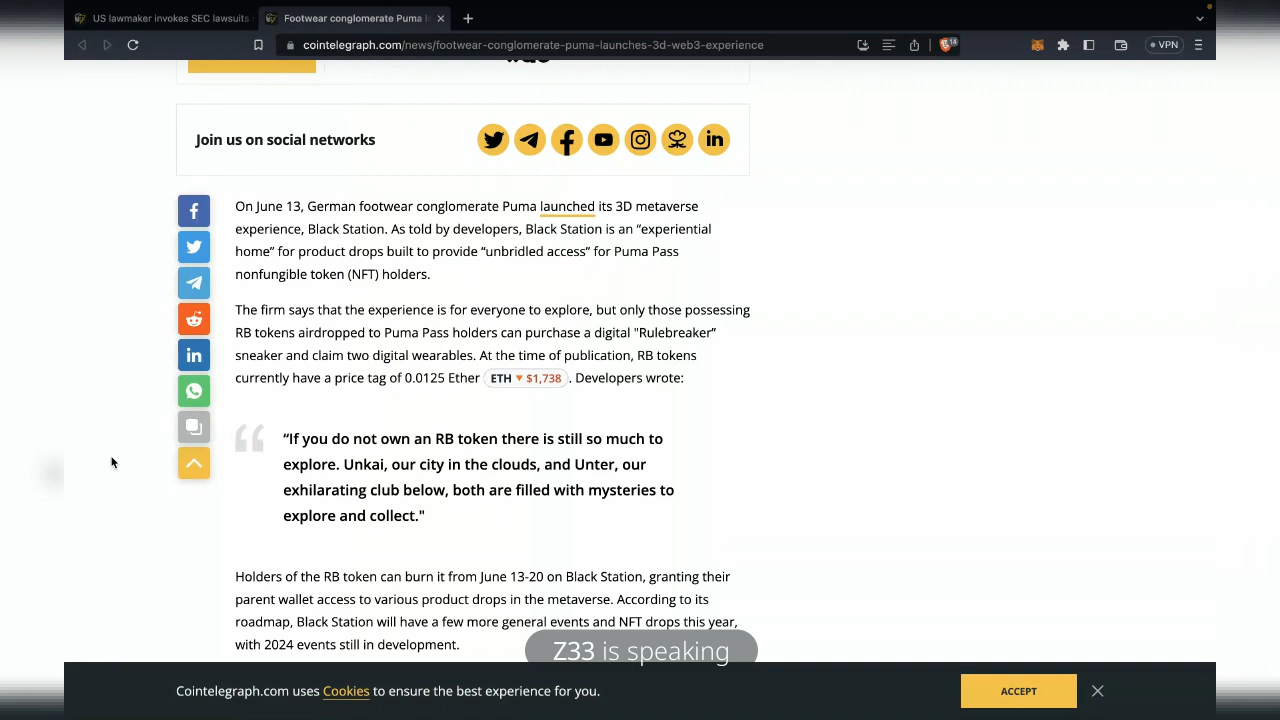 US lawmaker invokes SEC lawsuits
Footwear conglomerate Puma l
cointelegraph.com/news/footwear-conglomerate-puma-launches-3d-web3-experience
14
VPN
Join us on social networks
On June 13, German footwear conglomerate Puma launched its 3D metaverse
experience, Black Station. As told by developers, Black Station is an “experiential
home” for product drops built to provide “unbridled access” for Puma Pass
nonfungible token (NFT) holders.
The firm says that the experience is for everyone to explore, but only those possessing
RB tokens airdropped to Puma Pass holders can purchase a digital "Rulebreaker”
sneaker and claim two digital wearables. At the time of publication, RB tokens
currently have a price tag of 0.0125 Ether ETH ▼ $1,738 . Developers wrote:
“If you do not own an RB token there is still so much to
explore. Unkai, our city in the clouds, and Unter, our
exhilarating club below, both are filled with mysteries to
explore and collect."
Holders of the RB token can burn it from June 13-20 on Black Station, granting their
parent wallet access to various product drops in the metaverse. According to its
roadmap, Black Station will have a few more general events and NFT drops this year,
with 2024 events still in development.
Z33 is speaking
Cointelegraph.com uses Cookies to ensure the best experience for you.
ACCEPT